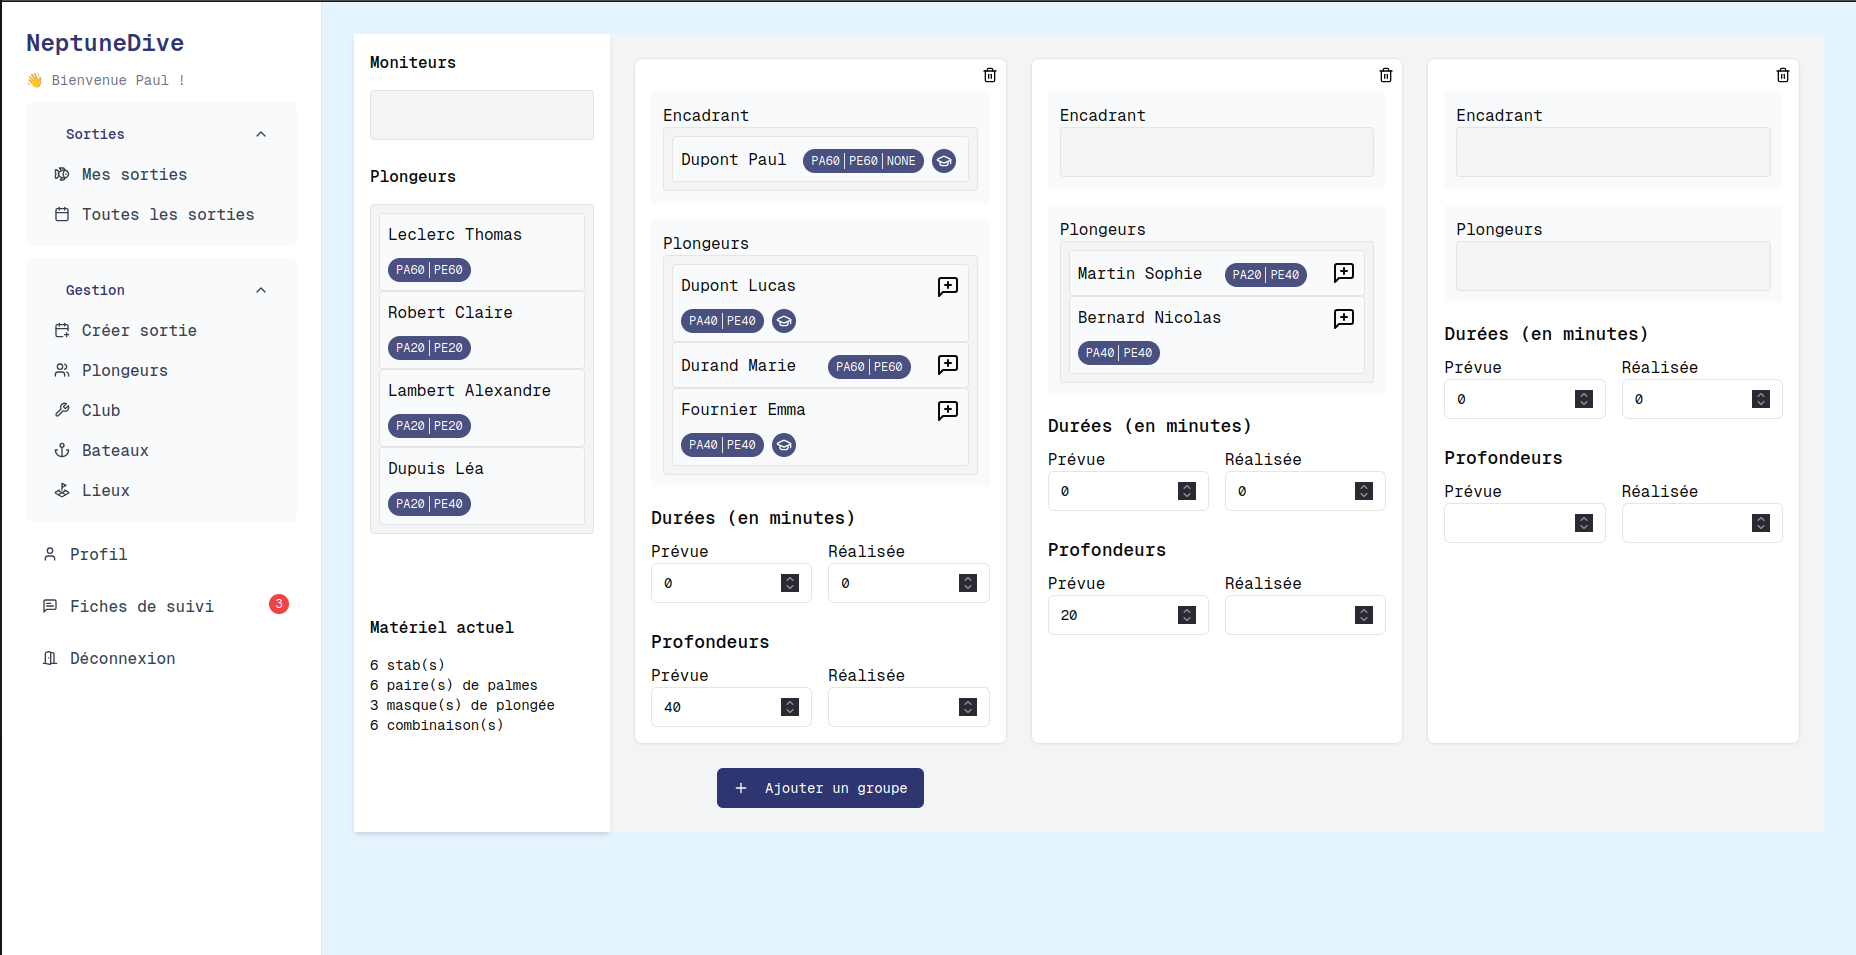 NeptuneDive
👋 Bienvenue Paul !
Sorties
Mes sorties
Toutes les sorties
Gestion
Créer sortie
Plongeurs
Club
Bateaux
Lieux
Profil
Fiches de suivi 3
Déconnexion
Moniteurs
Plongeurs
Leclerc Thomas
PA60|PE60
Robert Claire
PA20|PE20
Lambert Alexandre
PA20|PE20
Dupuis Léa
PA20|PE40
Matériel actuel
6 stab(s)
6 paire(s) de palmes
3 masque(s) de plongée
6 combinaison(s)
Encadrant
Dupont Paul PA60|PE60|NONE
Plongeurs
Dupont Lucas
PA40|PE40
Durand Marie PA60|PE60
Fournier Emma
PA40|PE40
Durées (en minutes)
Prévue Réalisée
0 0
Profondeurs
Prévue Réalisée
40
Encadrant
Plongeurs
Martin Sophie PA20|PE40
Bernard Nicolas
PA40|PE40
Durées (en minutes)
Prévue Réalisée
0 0
Profondeurs
Prévue Réalisée
20
Encadrant
Plongeurs
Durées (en minutes)
Prévue Réalisée
0 0
Profondeurs
Prévue Réalisée
+ Ajouter un groupe